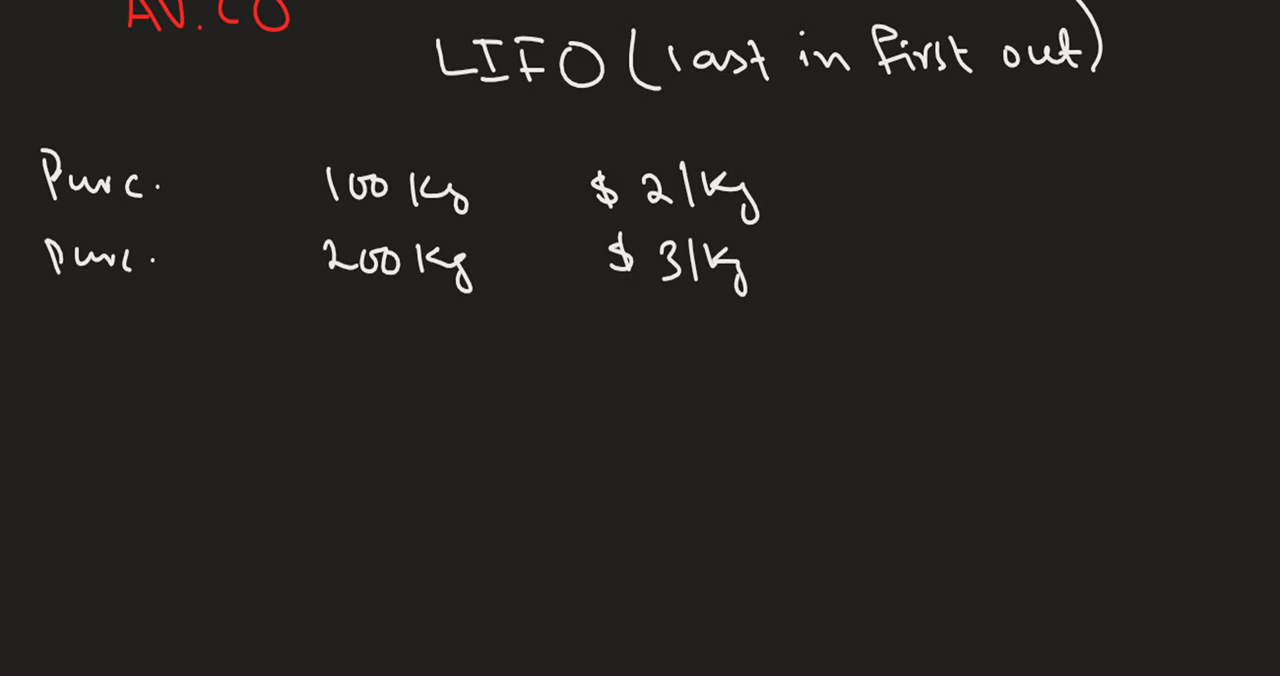 AV.CO
LIFO (last in first out)
Purc. 100 Kg $ 2/Kg
Purc. 200 Kg $ 3/Kg